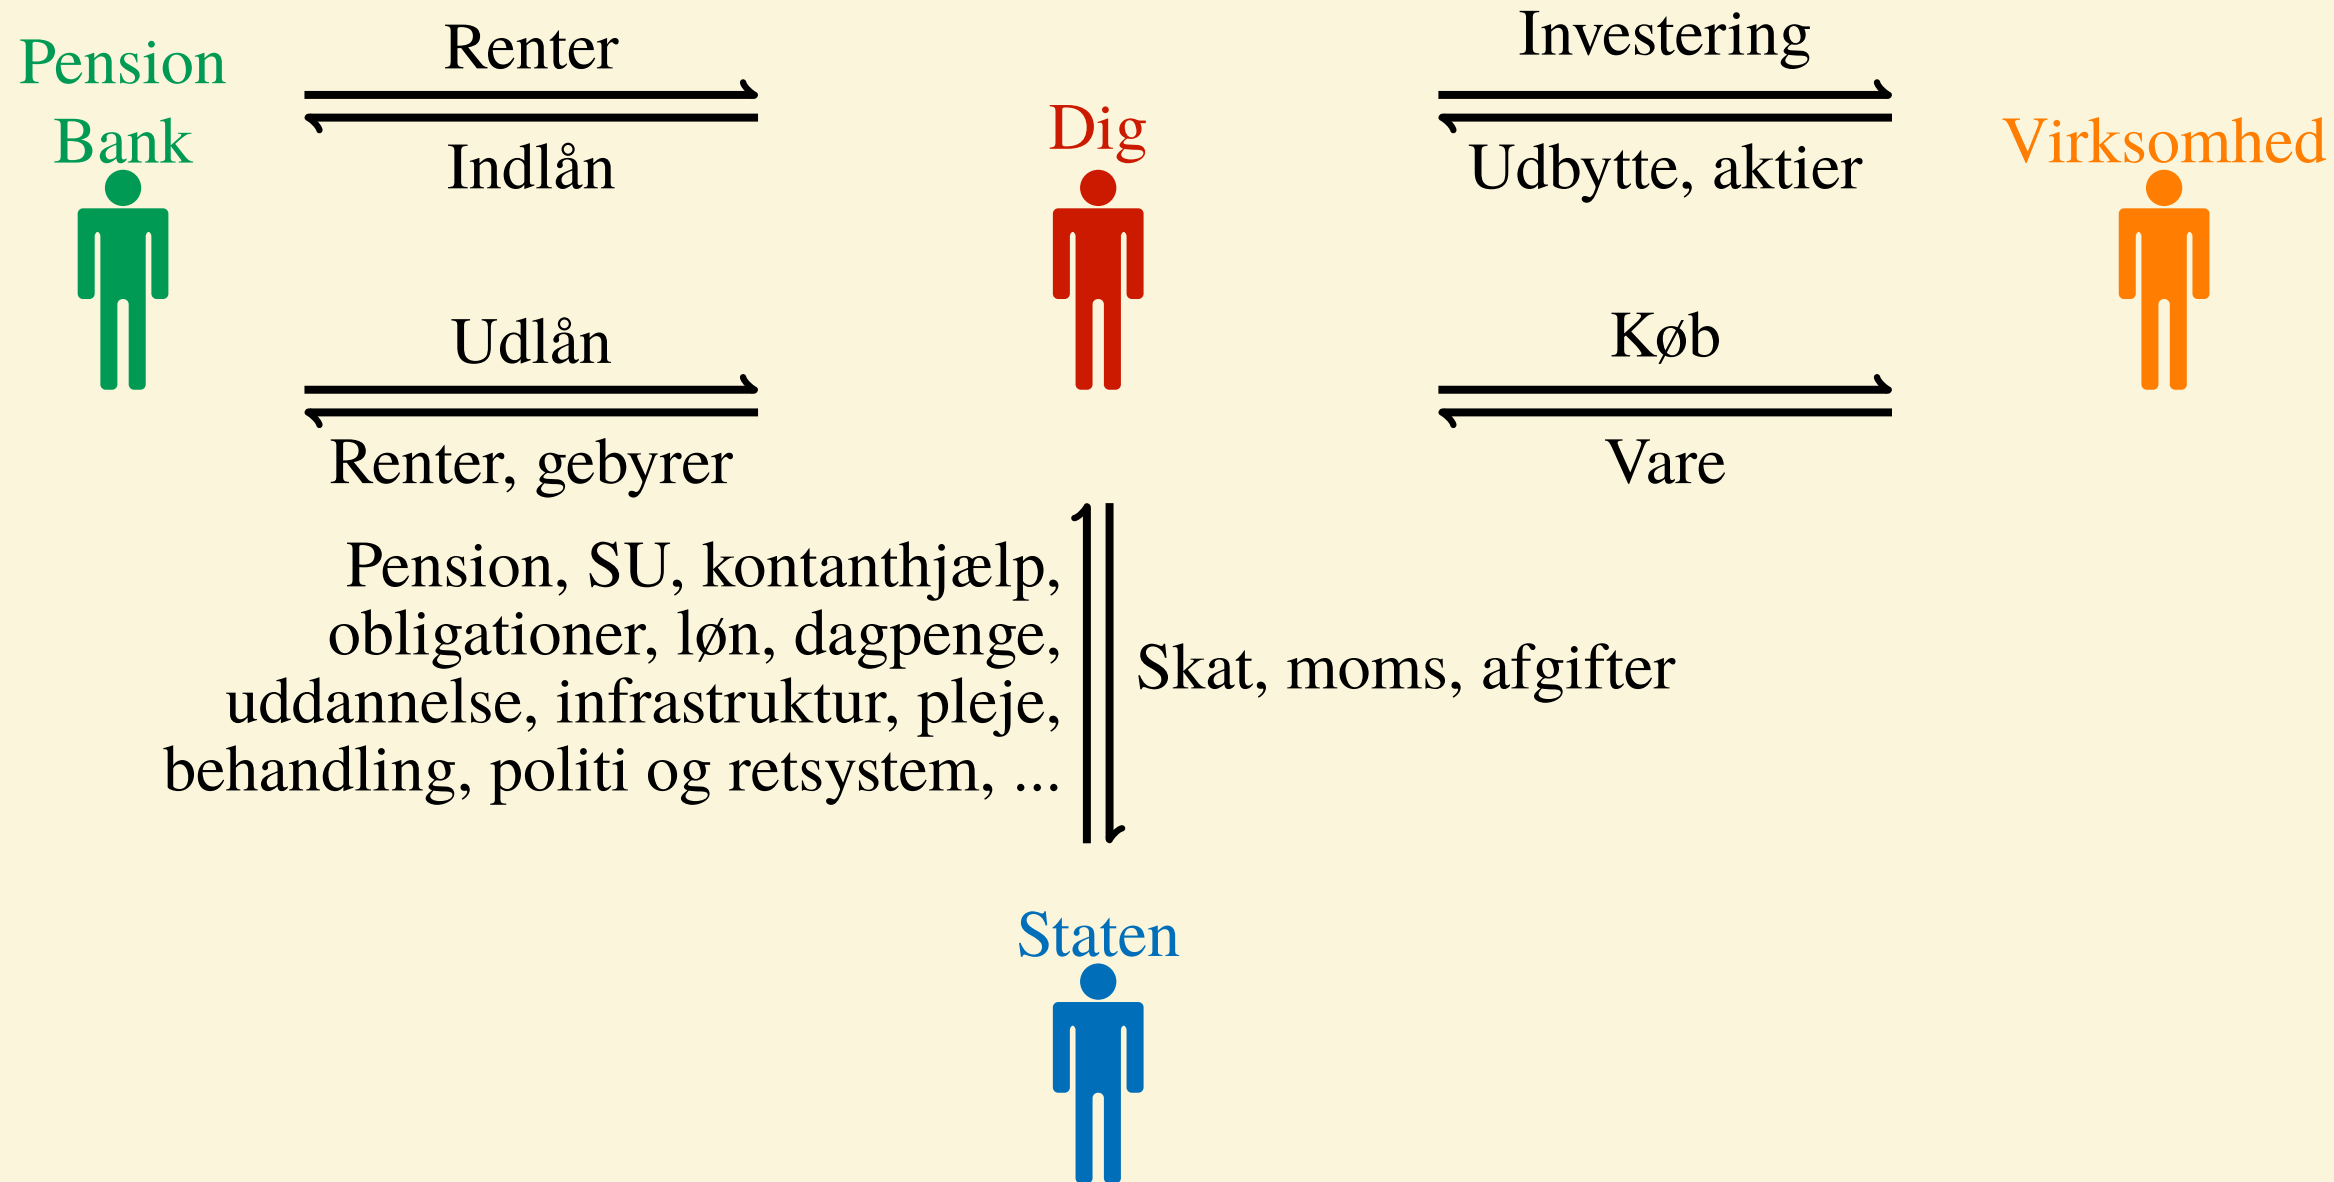 Pension
Bank
Renter
Indlån
Dig
Investering
Udbytte, aktier
Virksomhed
Udlån
Renter, gebyrer
Køb
Vare
Pension, SU, kontanthjælp,
obligationer, løn, dagpenge,
uddannelse, infrastruktur, pleje,
behandling, politi og retsystem, ...
Skat, moms, afgifter
Staten